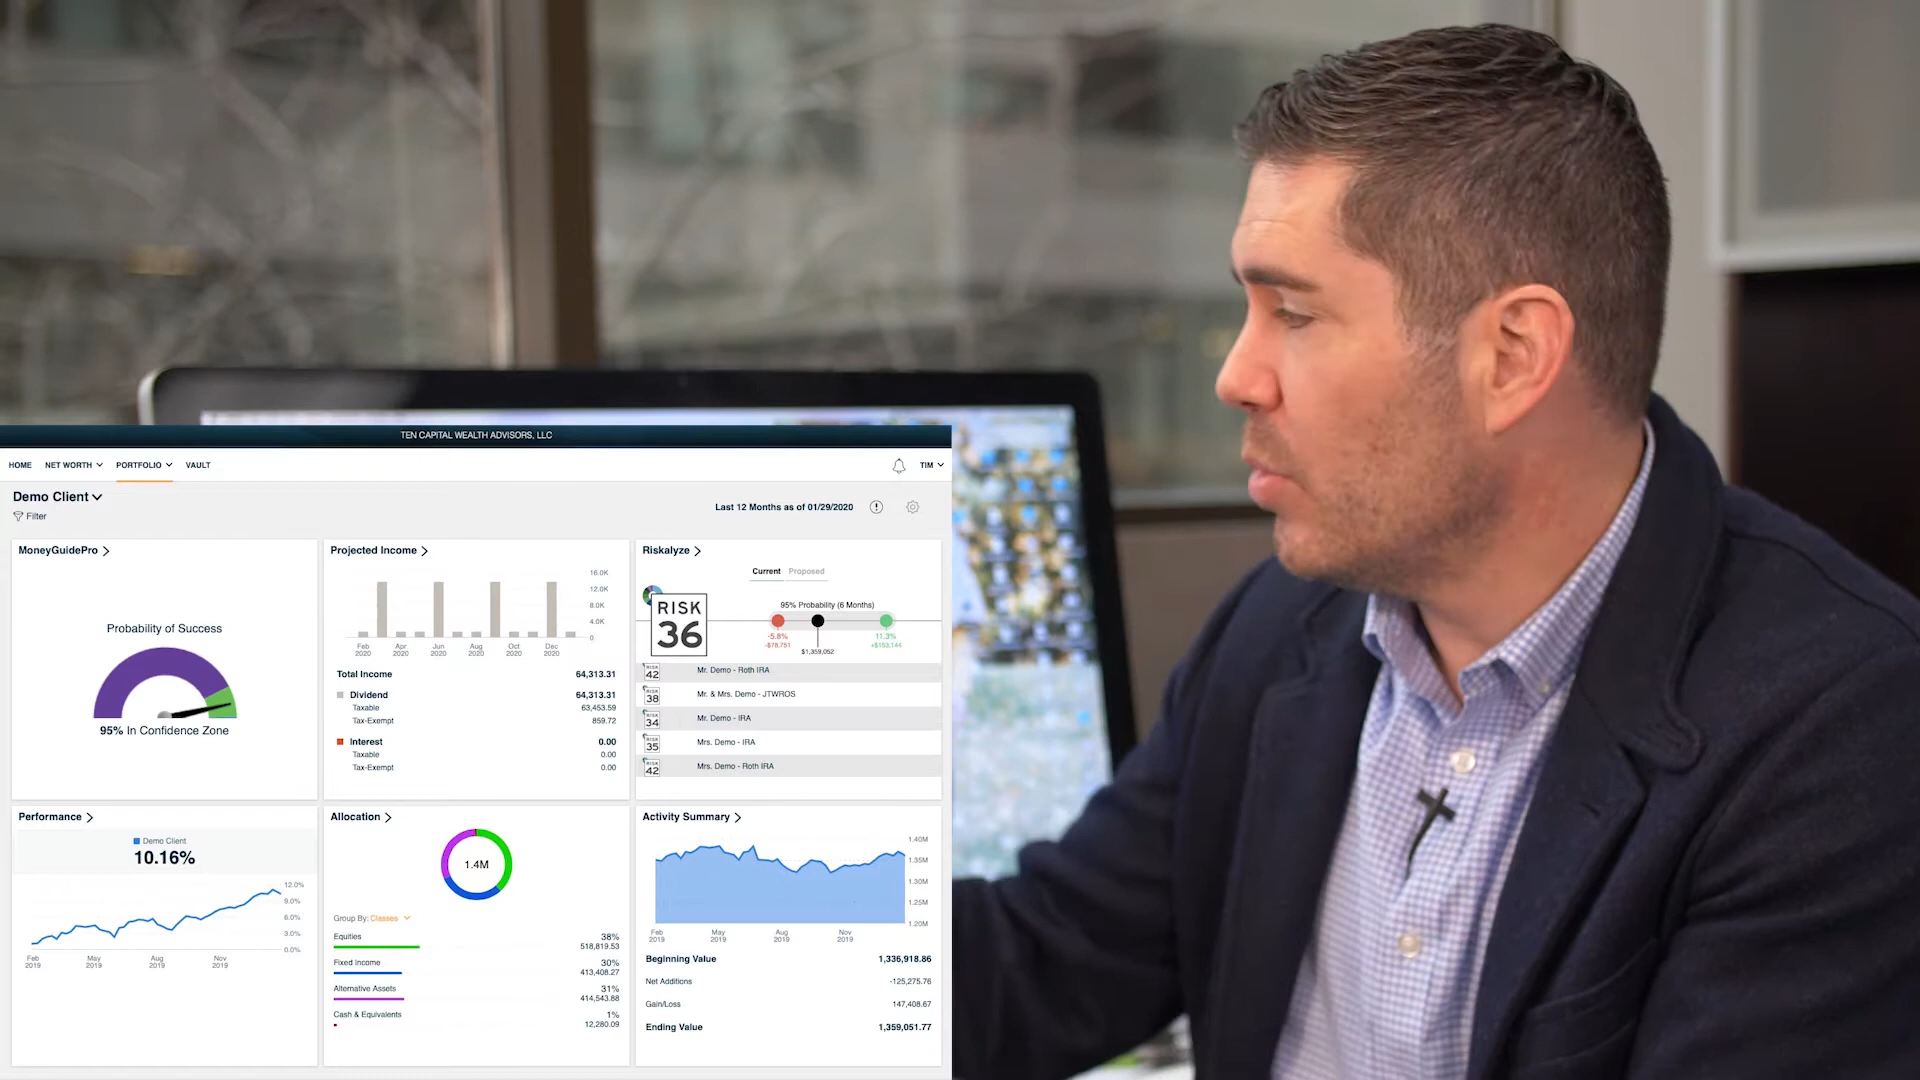 TEN CAPITAL WEALTH ADVISORS, LLC
HOME NET WORTH PORTFOLIO VAULT TIM
Demo Client
Filter
Last 12 Months as of 01/29/2020
MoneyGuidePro
Probability of Success
95% In Confidence Zone
Projected Income
16.0K
12.0K
8.0K
4.0K
0
Feb 2020 Apr 2020 Jun 2020 Aug 2020 Oct 2020 Dec 2020
Total Income 64,313.31
Dividend 64,313.31
Taxable 63,453.59
Tax-Exempt 859.72
Interest 0.00
Taxable 0.00
Tax-Exempt 0.00
Riskalyze
Current Proposed
RISK
36
95% Probability (6 Months)
-5.8% 11.3%
-$78,751 +$153,144
$1,359,052
RISK 42 Mr. Demo - Roth IRA
RISK 38 Mr. & Mrs. Demo - JTWROS
RISK 34 Mr. Demo - IRA
RISK 35 Mrs. Demo - IRA
RISK 42 Mrs. Demo - Roth IRA
Performance
Demo Client
10.16%
12.0%
9.0%
6.0%
3.0%
0.0%
Feb 2019 May 2019 Aug 2019 Nov 2019
Allocation
1.4M
Group By: Classes
Equities 38%
518,819.53
Fixed Income 30%
413,408.27
Alternative Assets 31%
414,543.88
Cash & Equivalents 1%
12,280.09
Activity Summary
1.40M
1.35M
1.30M
1.25M
1.20M
Feb 2019 May 2019 Aug 2019 Nov 2019
Beginning Value 1,336,918.86
Net Additions -125,275.76
Gain/Loss 147,408.67
Ending Value 1,359,051.77